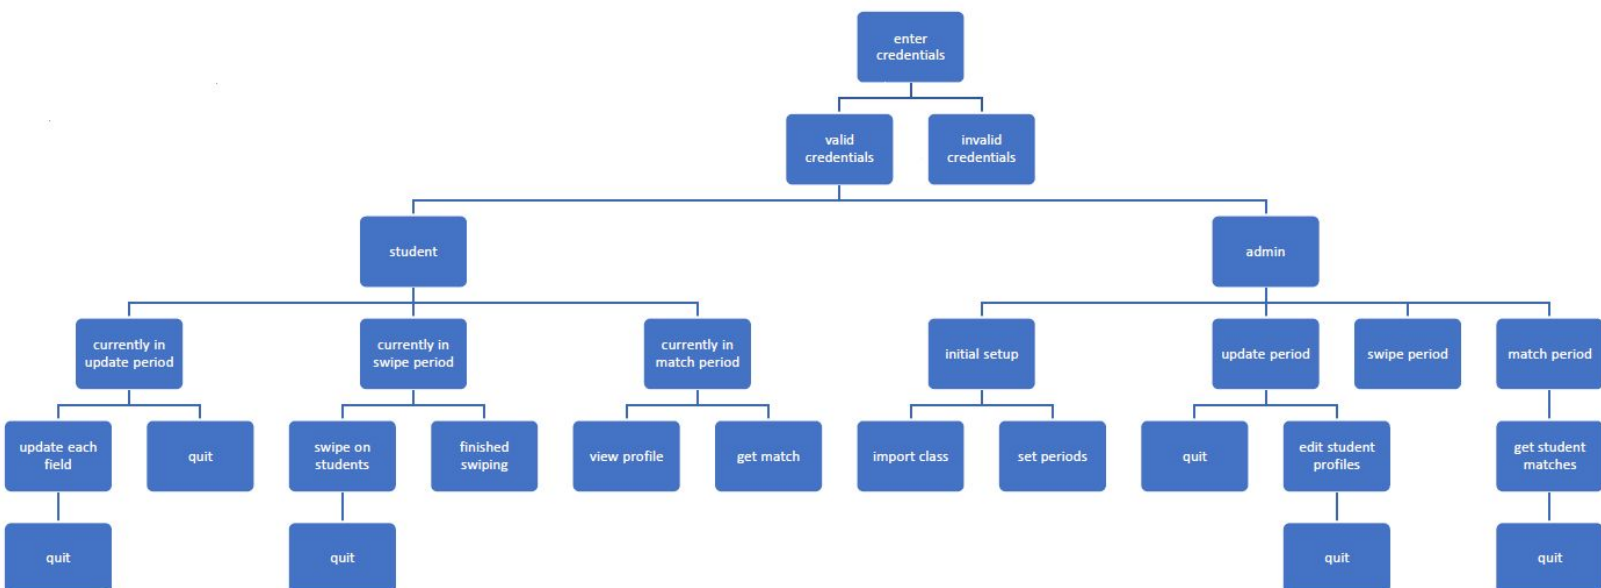 enter
credentials
valid
credentials
invalid
credentials
student
admin
currently in
update period
currently in
swipe period
currently in
match period
initial setup
update period
swipe period
match period
update each
field
quit
swipe on
students
finished
swiping
view profile
get match
import class
set periods
quit
edit student
profiles
get student
matches
quit
quit
quit
quit